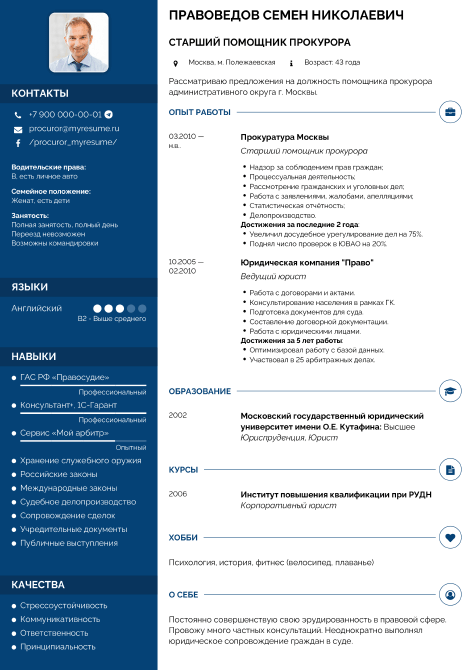 ПРАВОВЕДОВ СЕМЕН НИКОЛАЕВИЧ
СТАРШИЙ ПОМОЩНИК ПРОКУРОРА
Москва, м. Полежаевская
Возраст: 43 года
Рассматриваю предложения на должность помощника прокурора
административного округа г. Москвы.
КОНТАКТЫ
+7 900 000-00-01
procuror@myresume.ru
/procuror_myresume/
Водительские права:
B, есть личное авто
Семейное положение:
Женат, есть дети
Занятость:
Полная занятость, полный день
Переезд невозможен
Возможны командировки
ЯЗЫКИ
Английский
B2 - Выше среднего
НАВЫКИ
ГАС РФ «Правосудие»
Профессиональный
Консультант+, 1С-Гарант
Профессиональный
Сервис «Мой арбитр»
Опытный
Хранение служебного оружия
Российские законы
Международные законы
Судебное делопроизводство
Сопровождение сделок
Учредительные документы
Публичные выступления
КАЧЕСТВА
Стрессоустойчивость
Коммуникативность
Ответственность
Принципиальность
ОПЫТ РАБОТЫ
03.2010 —
н.в.
Прокуратура Москвы
Старший помощник прокурора
Надзор за соблюдением прав граждан;
Процессуальная деятельность;
Рассмотрение гражданских и уголовных дел;
Работа с заявлениями, жалобами, апелляциями;
Статистическая отчётность;
Делопроизводство.
Достижения за последние 2 года:
Увеличил досудебное урегулирование дел на 75%.
Поднял число проверок в ЮВАО на 20%.
10.2005 —
02.2010
Юридическая компания "Право"
Ведущий юрист
Работа с договорами и актами.
Консультирование населения в рамках ГК.
Подготовка документов для суда.
Составление договорной документации.
Работа с юридическими лицами.
Достижения за 5 лет работы:
Оптимизировал работу с базой данных.
Участвовал в 25 арбитражных делах.
ОБРАЗОВАНИЕ
2002
Московский государственный юридический
университет имени О.Е. Кутафина: Высшее
Юриспруденция, Юрист
КУРСЫ
2006
Институт повышения квалификации при РУДН
Корпоративный юрист
ХОББИ
Психология, история, фитнес (велосипед, плаванье)
О СЕБЕ
Постоянно совершенствую свою эрудированность в правовой сфере.
Провожу много частных консультаций. Неоднократно выполнял
юридическое сопровождение граждан в суде.